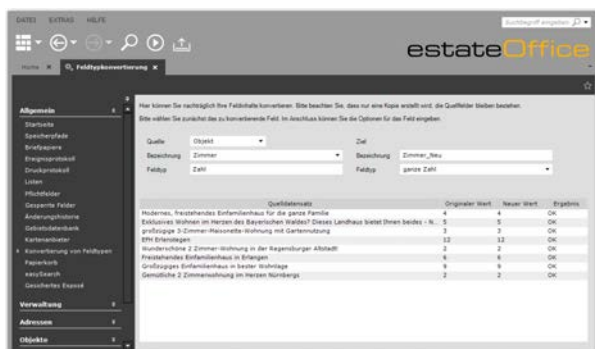 DATEI EXTRAS HILFE
Suchbegriff eingeben
estateOffice
Home
Feldtypkonvertierung
Hier können Sie nachträglich Ihre Feldinhalte konvertieren. Bitte beachten Sie, dass nur eine Kopie erstellt wird, die Quellfelder bleiben bestehen.
Bitte wählen Sie zunächst das zu konvertierende Feld. Im Anschluss können Sie die Optionen für das Feld eingeben.
Allgemein
Startseite
Speicherpfade
Briefpapiere
Ereignisprotokoll
Druckprotokoll
Listen
Pflichtfelder
Gesperrte Felder
Änderungshistorie
Gebietsdatenbank
Kartenanbieter
Konvertierung von Feldtypen
Papierkorb
easySearch
Gesichertes Exposé
Verwaltung
Adressen
Objekte
Quelle Objekt Ziel
Bezeichnung Zimmer Bezeichnung Zimmer_Neu
Feldtyp Zahl Feldtyp ganze Zahl
Quelldatensatz Originaler Wert Neuer Wert Ergebnis
Modernes, freistehendes Einfamilienhaus für die ganze Familie 4 4 OK
Exklusives Wohnen im Herzen des Bayerischen Waldes? Dieses Landhaus bietet Ihnen beides - N... 5 5 OK
großzügige 3-Zimmer-Maisonette-Wohnung mit Gartennutzung 3 3 OK
EFH Erlenstegen 12 12 OK
Wunderschöne 2 Zimmer-Wohnung in der Regensburger Altstadt! 2 2 OK
Freistehendes Einfamilienhaus in Erlangen 6 6 OK
Großzügiges Einfamilienhaus in bester Wohnlage 9 9 OK
Gemütliche 2 Zimmerwohnung im Herzen Nürnbergs 2 2 OK